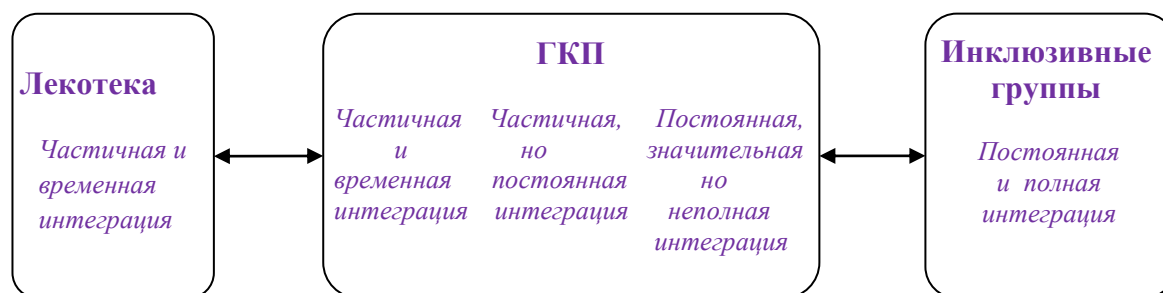 Лекотека
Частичная и
временная
интеграция
ГКП
Частичная
и
временная
интеграция
Частичная,
но
постоянная
интеграция
Постоянная,
значительная
но
неполная
интеграция
Инклюзивные
группы
Постоянная
и полная
интеграция